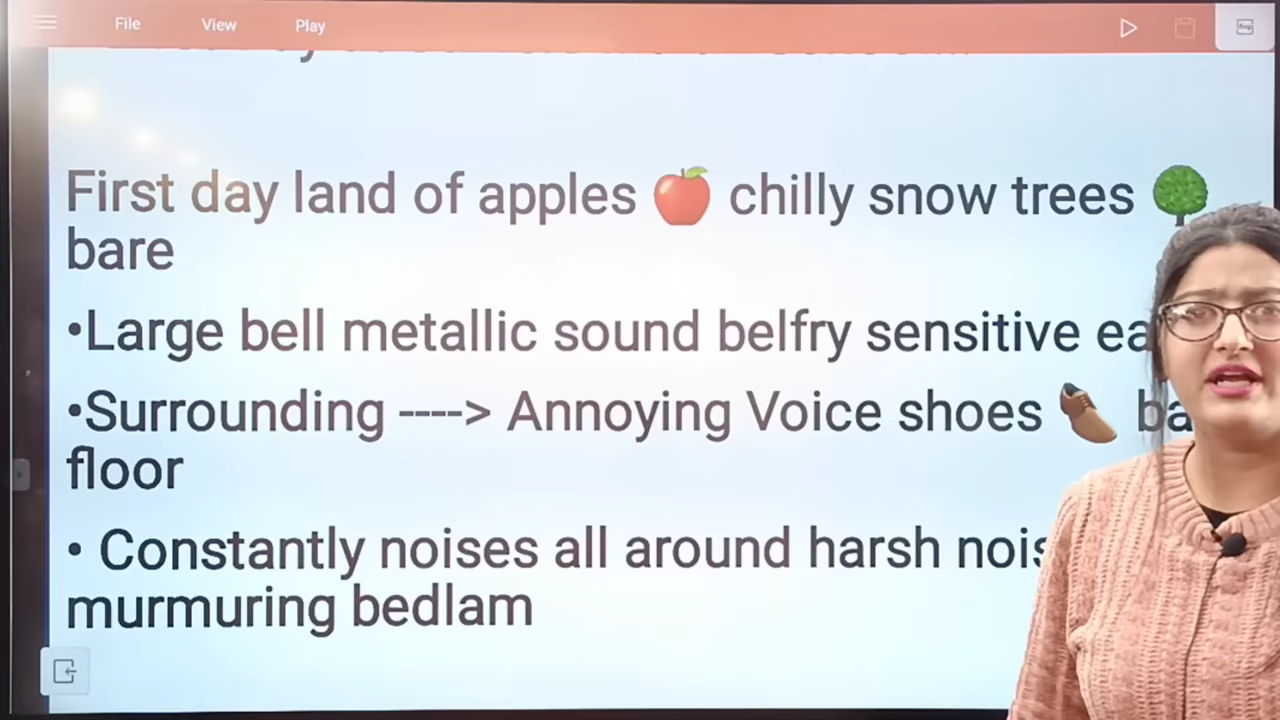 File View Play
First day land of apples 🍎 chilly snow trees 🌳
bare
•Large bell metallic sound belfry sensitive
•Surrounding ----> Annoying Voice shoes 👞
floor
• Constantly noises all around harsh
murmuring bedlam